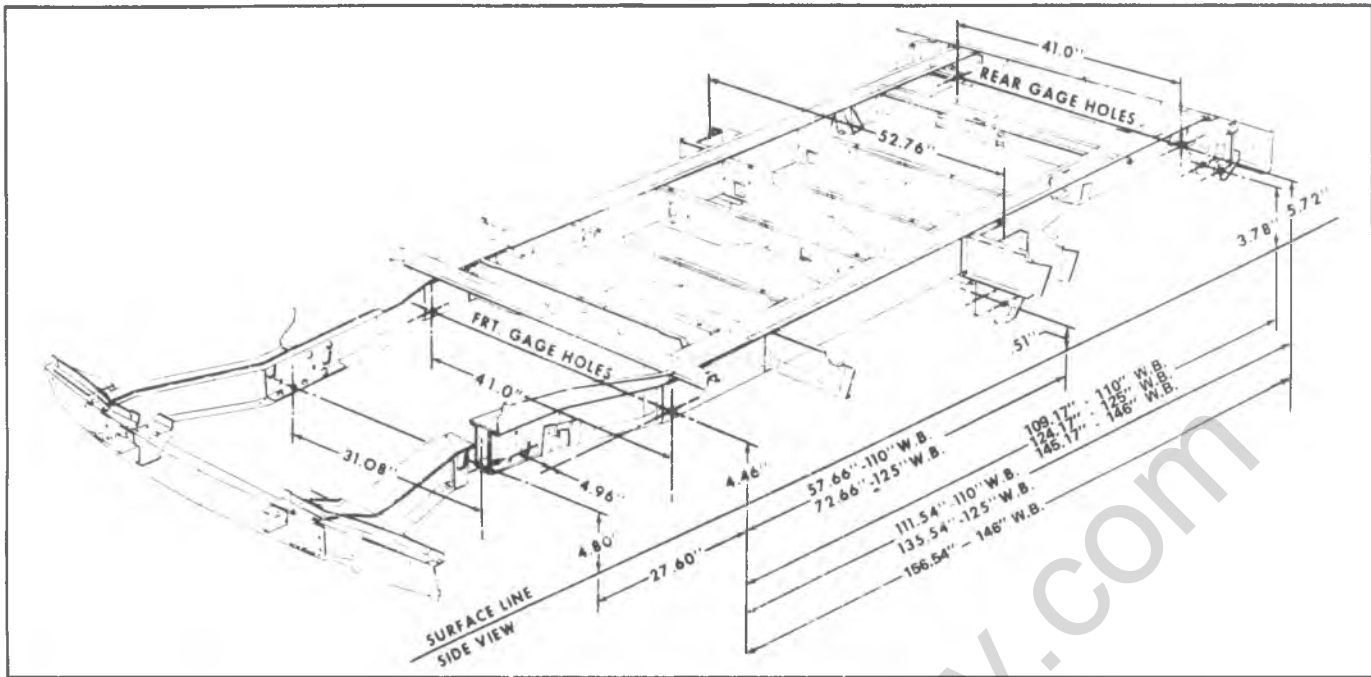 41.0"
REAR GAGE HOLES
52.76"
3.78"
5.72"
FRT. GAGE HOLES
41.0"
.51"
31.08"
4.96"
4.46"
4.80"
27.60"
57.66"-110" W.B.
72.66"-125" W.B.
109.17" - 110" W.B.
124.17" - 125" W.B.
145.17" - 146" W.B.
111.54"-110" W.B.
135.54"-125" W.B.
156.54" - 146" W.B.
SURFACE LINE
SIDE VIEW
y.com